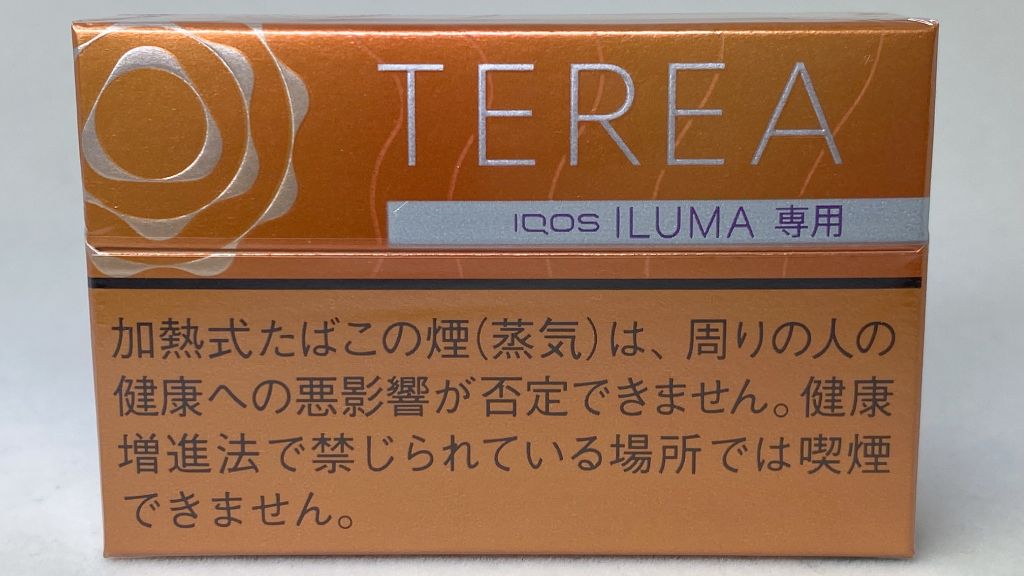 TEREA
IQOS ILUMA 専用
加熱式たばこの煙(蒸気)は、周りの人の
健康への悪影響が否定できません。健康
増進法で禁じられている場所では喫煙
できません。